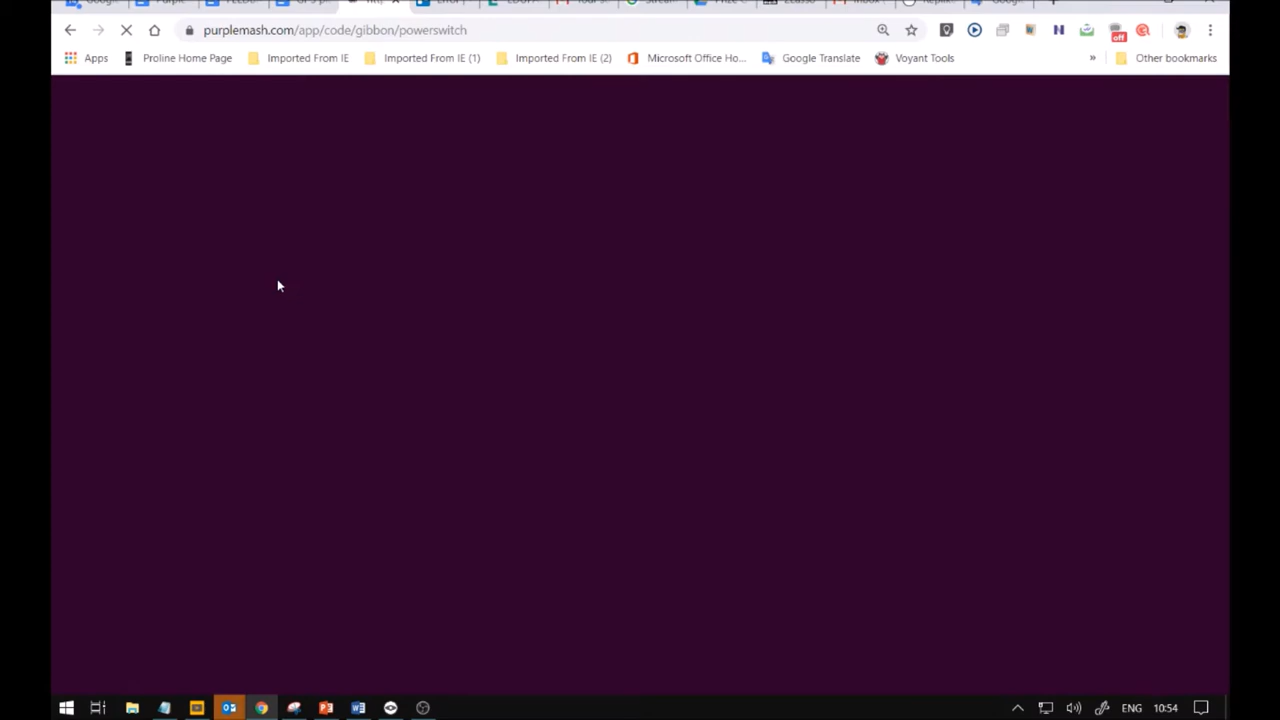 purplemash.com/app/code/gibbon/powerswitch
off
Apps Proline Home Page Imported From IE Imported From IE (1) Imported From IE (2) Microsoft Office Ho... Google Translate Voyant Tools » Other bookmarks
ENG 10:54